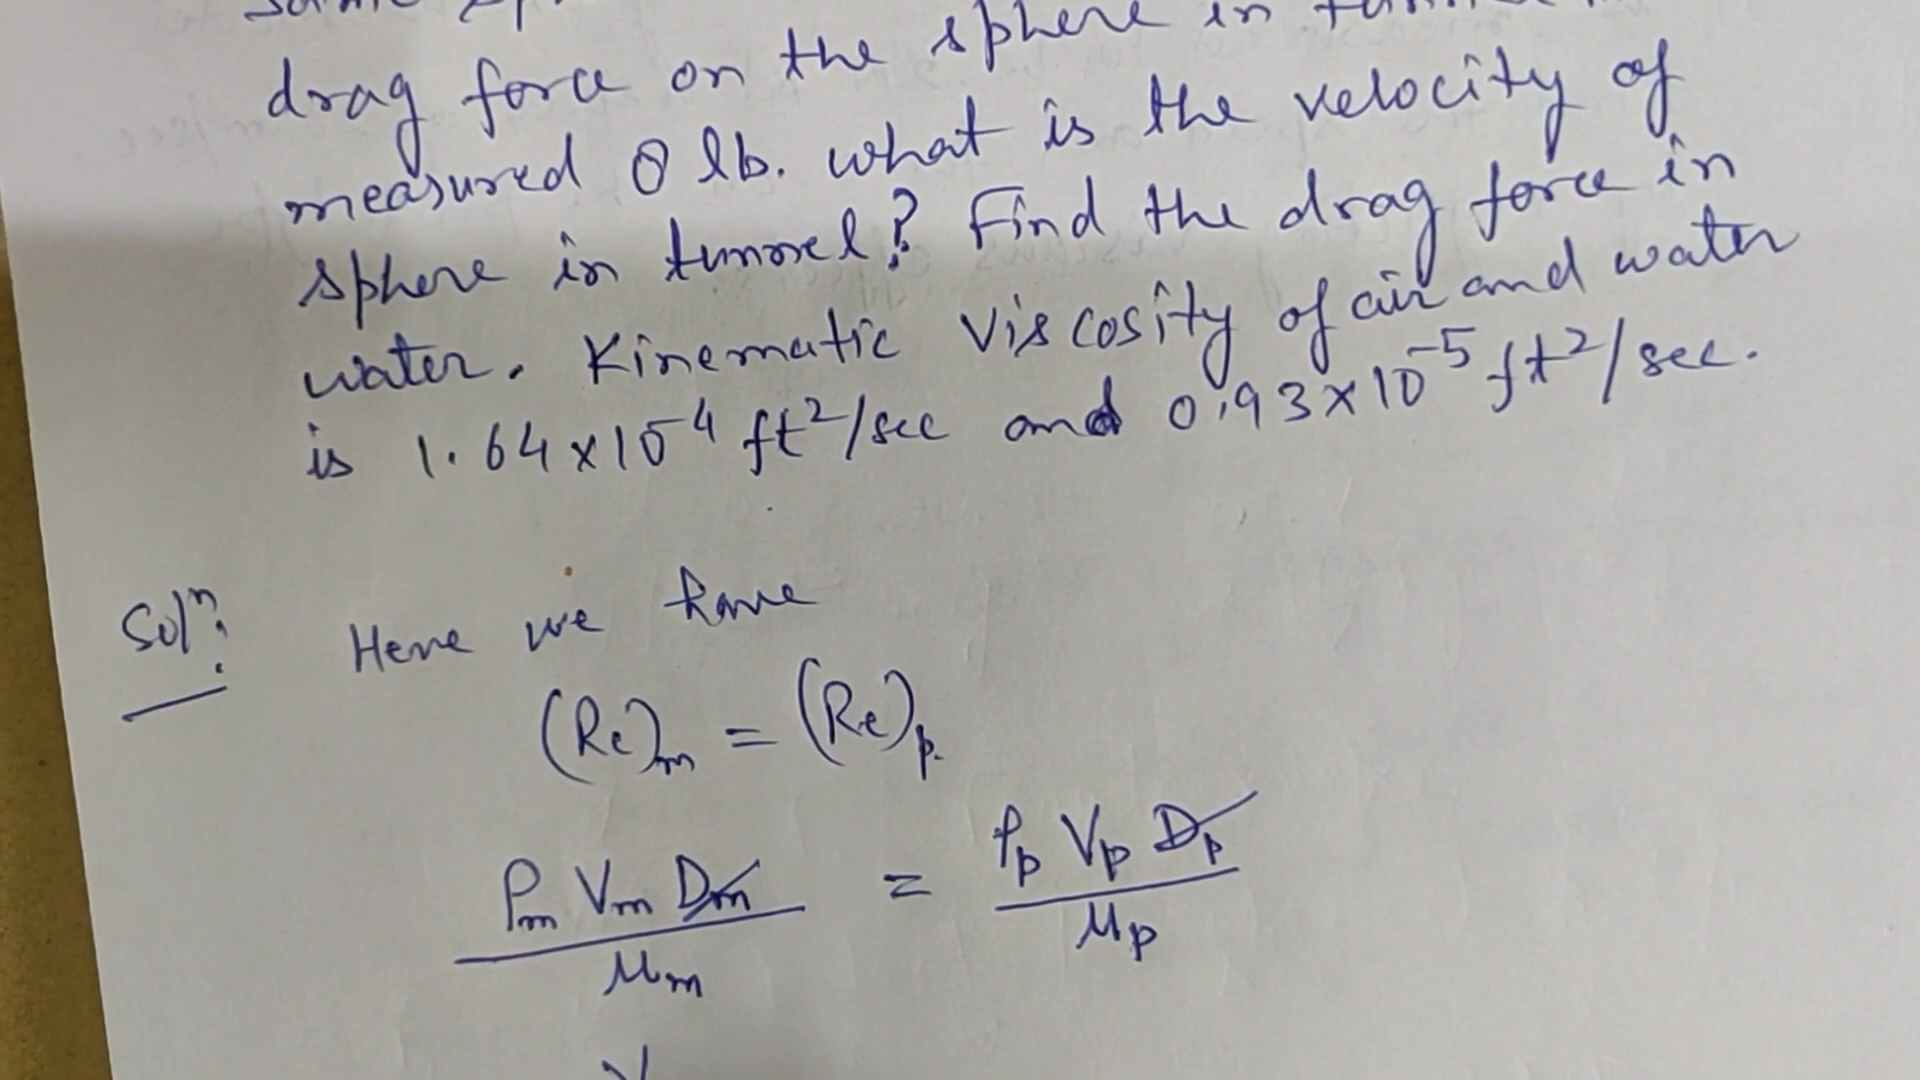 drag force on the sphere in
measured 8 lb. what is the velocity of
sphere in tunnel? Find the drag force in
water. Kinematic Viscosity of air and water
is 1.64×10⁻⁴ ft²/sec and 0.93×10⁻⁵ ft²/sec.
Solⁿ: Here we have
(Re)ₘ = (Re)ₚ
ρₘ Vₘ Dₘ / μₘ = ρₚ Vₚ Dₚ / μₚ